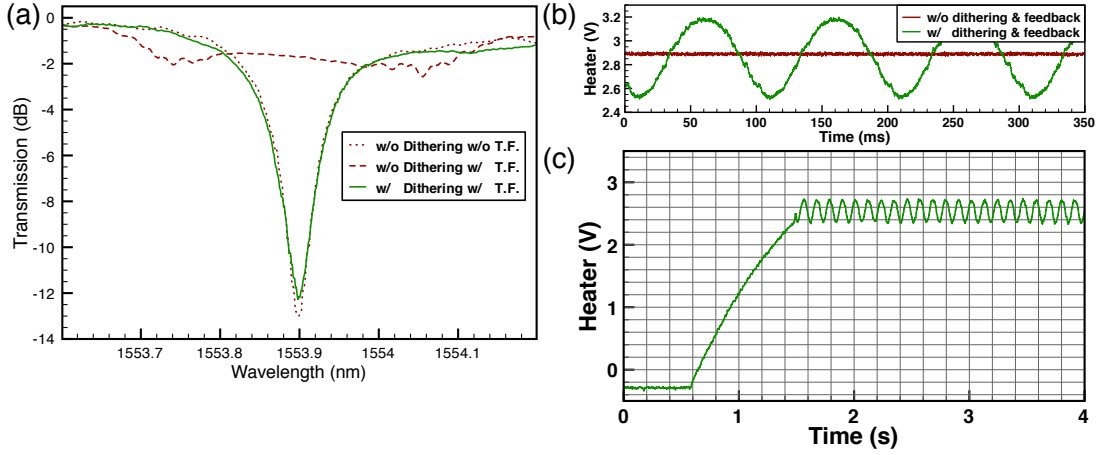 (a)
0
-2
-4
-6
-8
-10
-12
-14
Transmission (dB)
w/o Dithering w/o T.F.
w/o Dithering w/ T.F.
w/ Dithering w/ T.F.
1553.7 1553.8 1553.9 1554 1554.1
Wavelength (nm)
(b)
3.2
3
2.8
2.6
2.4
Heater (V)
w/o dithering & feedback
w/ dithering & feedback
0 50 100 150 200 250 300 350
Time (ms)
(c)
3
2
1
0
Heater (V)
0 1 2 3 4
Time (s)